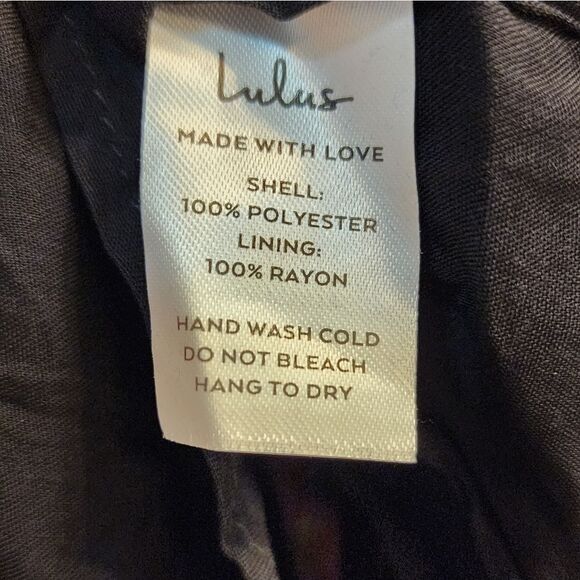 Lulus
MADE WITH LOVE
SHELL:
100% POLYESTER
LINING:
100% RAYON
HAND WASH COLD
DO NOT BLEACH
HANG TO DRY